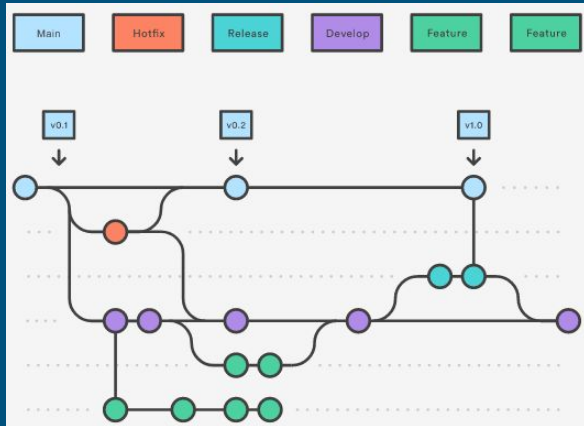 Main
Hotfix
Release
Develop
Feature
Feature
v0.1
v0.2
v1.0